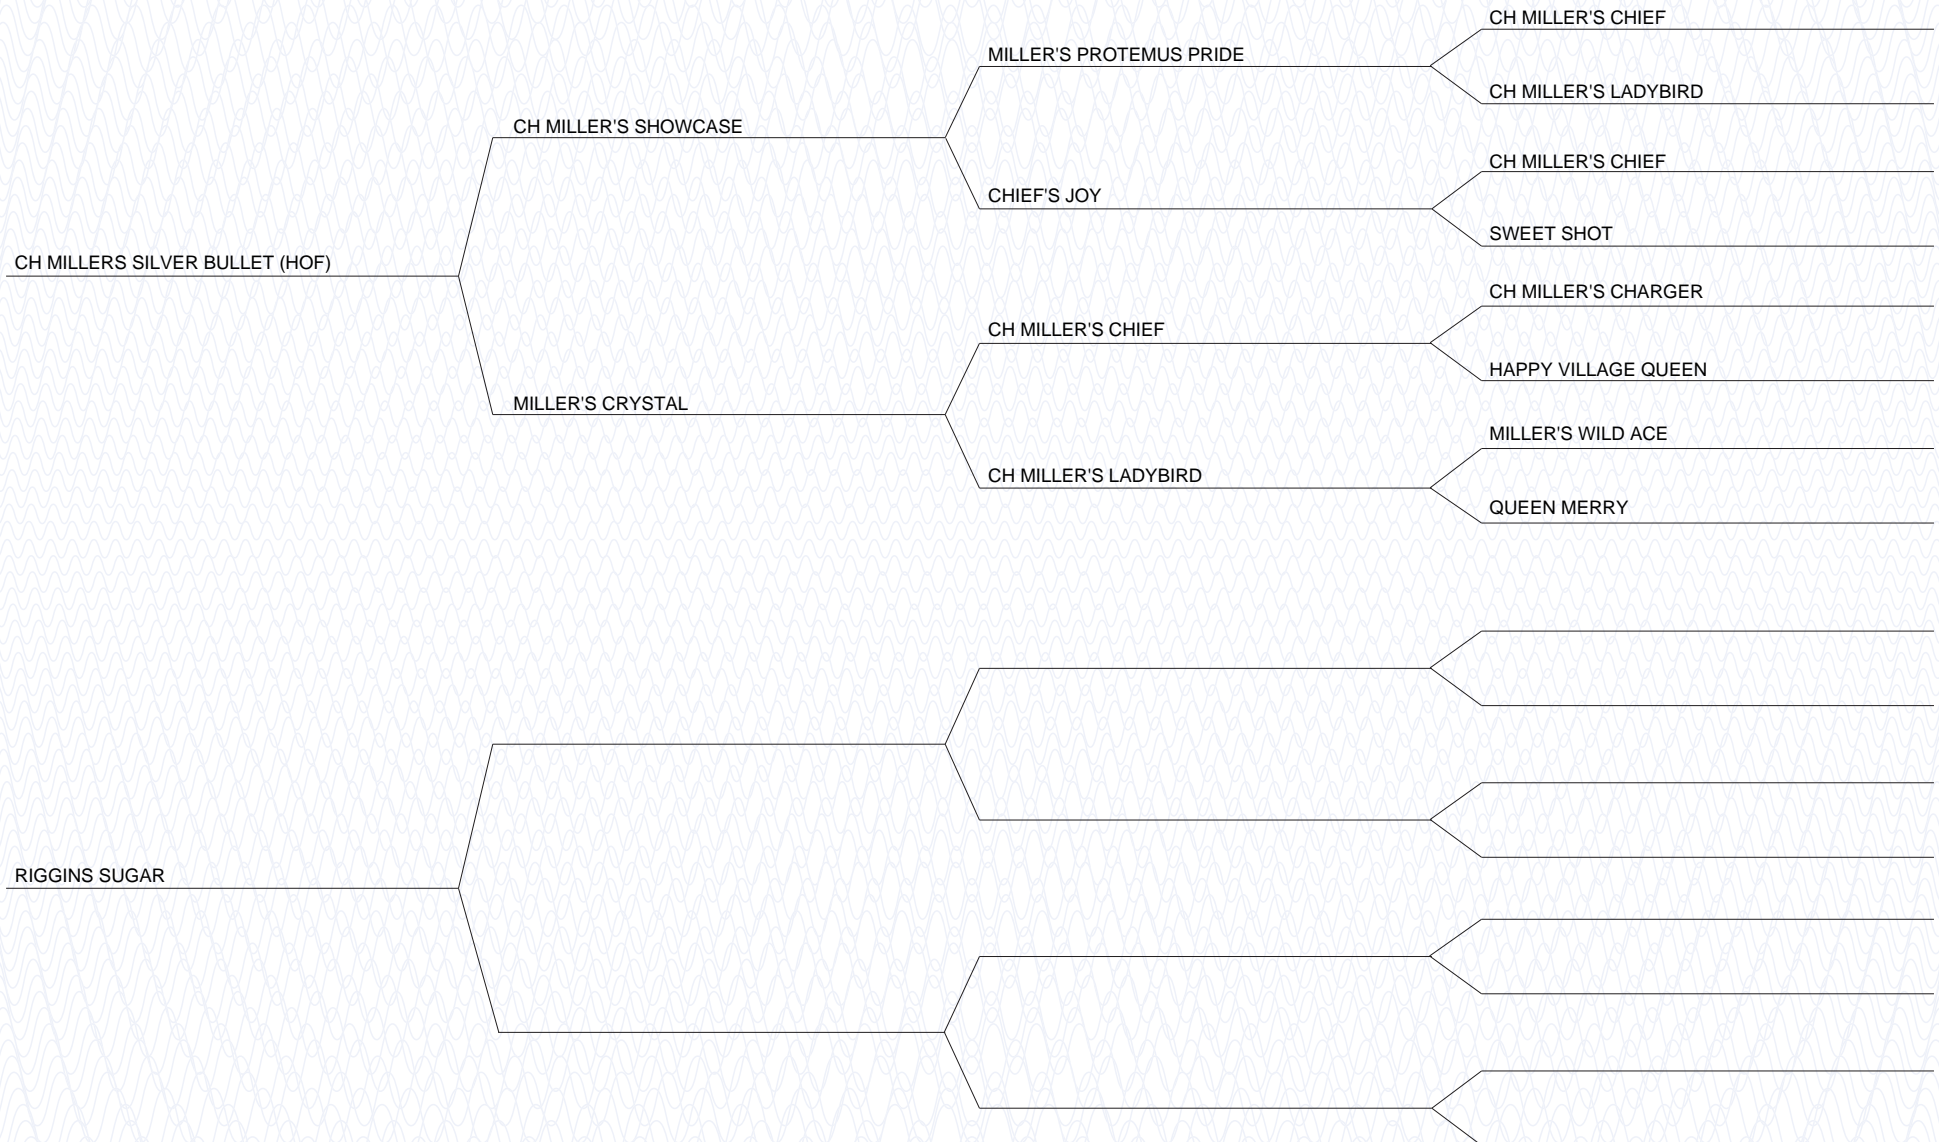 CH MILLER'S CHIEF
MILLER'S PROTEMUS PRIDE
CH MILLER'S LADYBIRD
CH MILLER'S SHOWCASE
CH MILLER'S CHIEF
CHIEF'S JOY
SWEET SHOT
CH MILLERS SILVER BULLET (HOF)
CH MILLER'S CHARGER
CH MILLER'S CHIEF
HAPPY VILLAGE QUEEN
MILLER'S CRYSTAL
MILLER'S WILD ACE
CH MILLER'S LADYBIRD
QUEEN MERRY
RIGGINS SUGAR